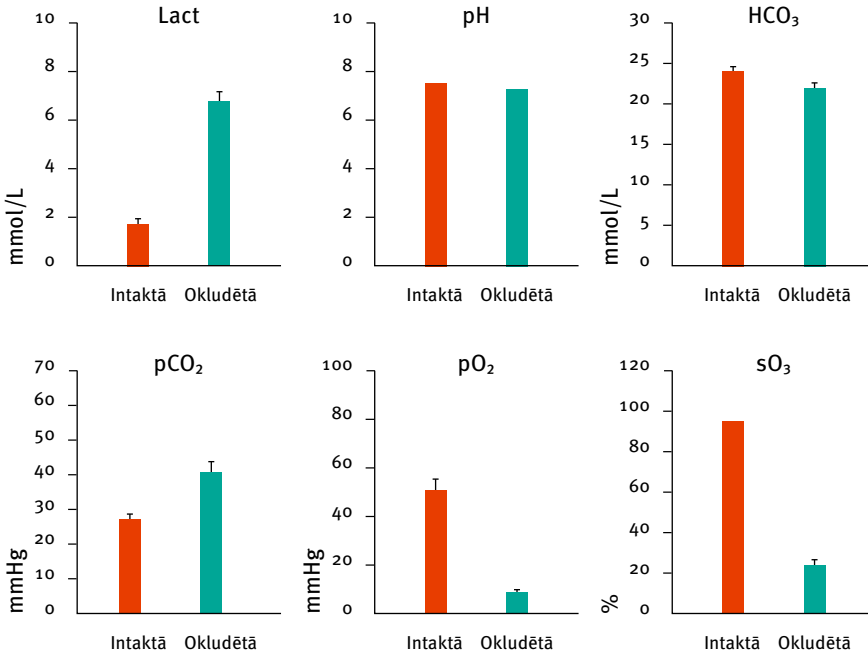 Lact
10
8
6
4
2
0
mmol/L
Intaktā Okludētā
pH
10
8
6
4
2
0
Intaktā Okludētā
HCO₃
30
25
20
15
10
5
0
mmol/L
Intaktā Okludētā
pCO₂
70
60
50
40
30
20
10
0
mmHg
Intaktā Okludētā
pO₂
100
80
60
40
20
0
mmHg
Intaktā Okludētā
sO₃
120
100
80
60
40
20
0
%
Intaktā Okludētā